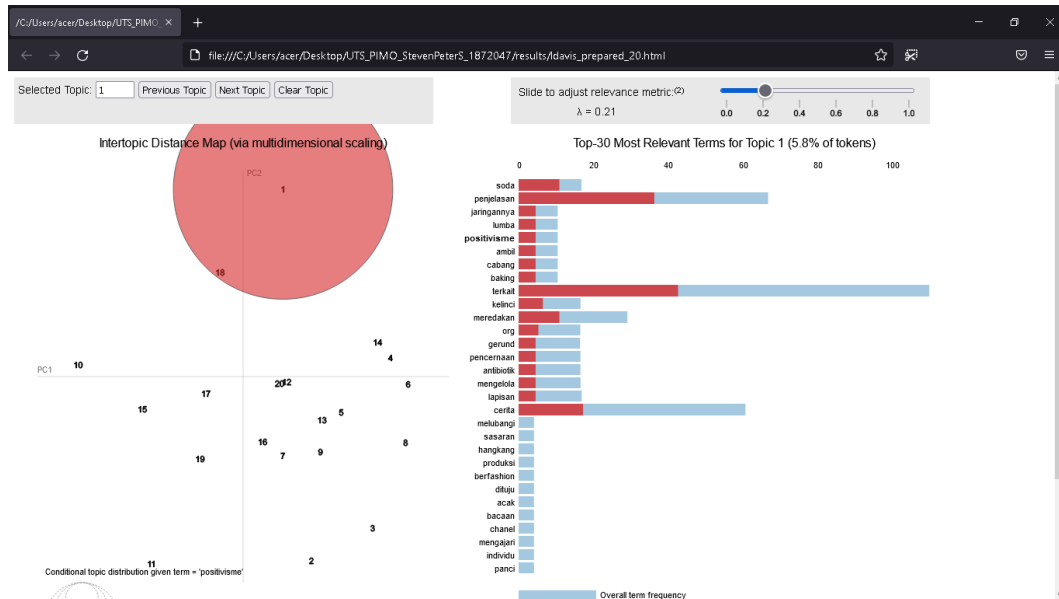 /C:/Users/acer/Desktop/UTS_PIMO_
file:///C:/Users/acer/Desktop/UTS_PIMO_StevenPeterS_1872047/results/ldavis_prepared_20.html
Selected Topic: 1 Previous Topic Next Topic Clear Topic
Slide to adjust relevance metric:(2)
λ = 0.21
0.0 0.2 0.4 0.6 0.8 1.0
Intertopic Distance Map (via multidimensional scaling)
PC2
1
18
14
4
10
PC1
20
12
6
17
15
5
13
16
8
9
7
19
3
2
11
Conditional topic distribution given term = 'positivisme'
Top-30 Most Relevant Terms for Topic 1 (5.8% of tokens)
0 20 40 60 80 100
soda
penjelasan
jaringannya
lumba
positivisme
ambil
cabang
baking
terkait
kelinci
meredakan
org
gerund
pencernaan
antibiotik
mengelola
lapisan
cerita
melubangi
sasaran
hangkang
produksi
berfashion
dituju
acak
bacaan
chanel
mengajari
individu
panci
Overall term frequency